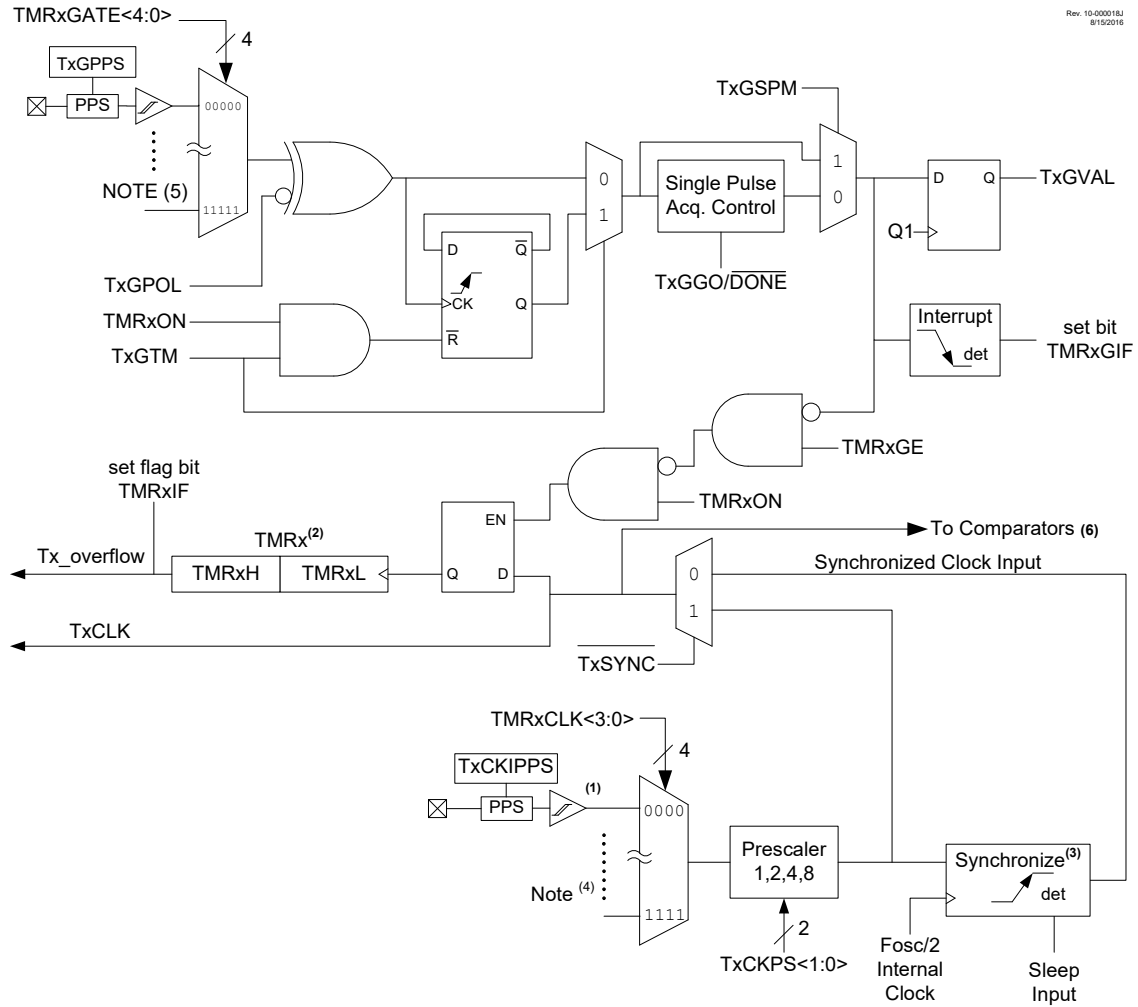 Rev. 10-000018J
8/15/2016
TMRxGATE<4:0>
4
TxGPPS
PPS
00000
NOTE (5)
11111
TxGPOL
TMRxON
TxGTM
D
Q
CK
Q
R
0
1
Single Pulse
Acq. Control
TxGGO/DONE
TxGSPM
1
0
D
Q
Q1
TxGVAL
Interrupt
det
set bit
TMRxGIF
TMRxGE
TMRxON
set flag bit
TMRxIF
Tx_overflow
TMRx(2)
TMRxH
TMRxL
EN
Q
D
TxCLK
To Comparators (6)
Synchronized Clock Input
0
1
TxSYNC
TMRxCLK<3:0>
4
TxCKIPPS
PPS
(1)
0000
Note (4)
1111
Prescaler
1,2,4,8
2
TxCKPS<1:0>
Synchronize(3)
det
Fosc/2
Internal
Clock
Sleep
Input